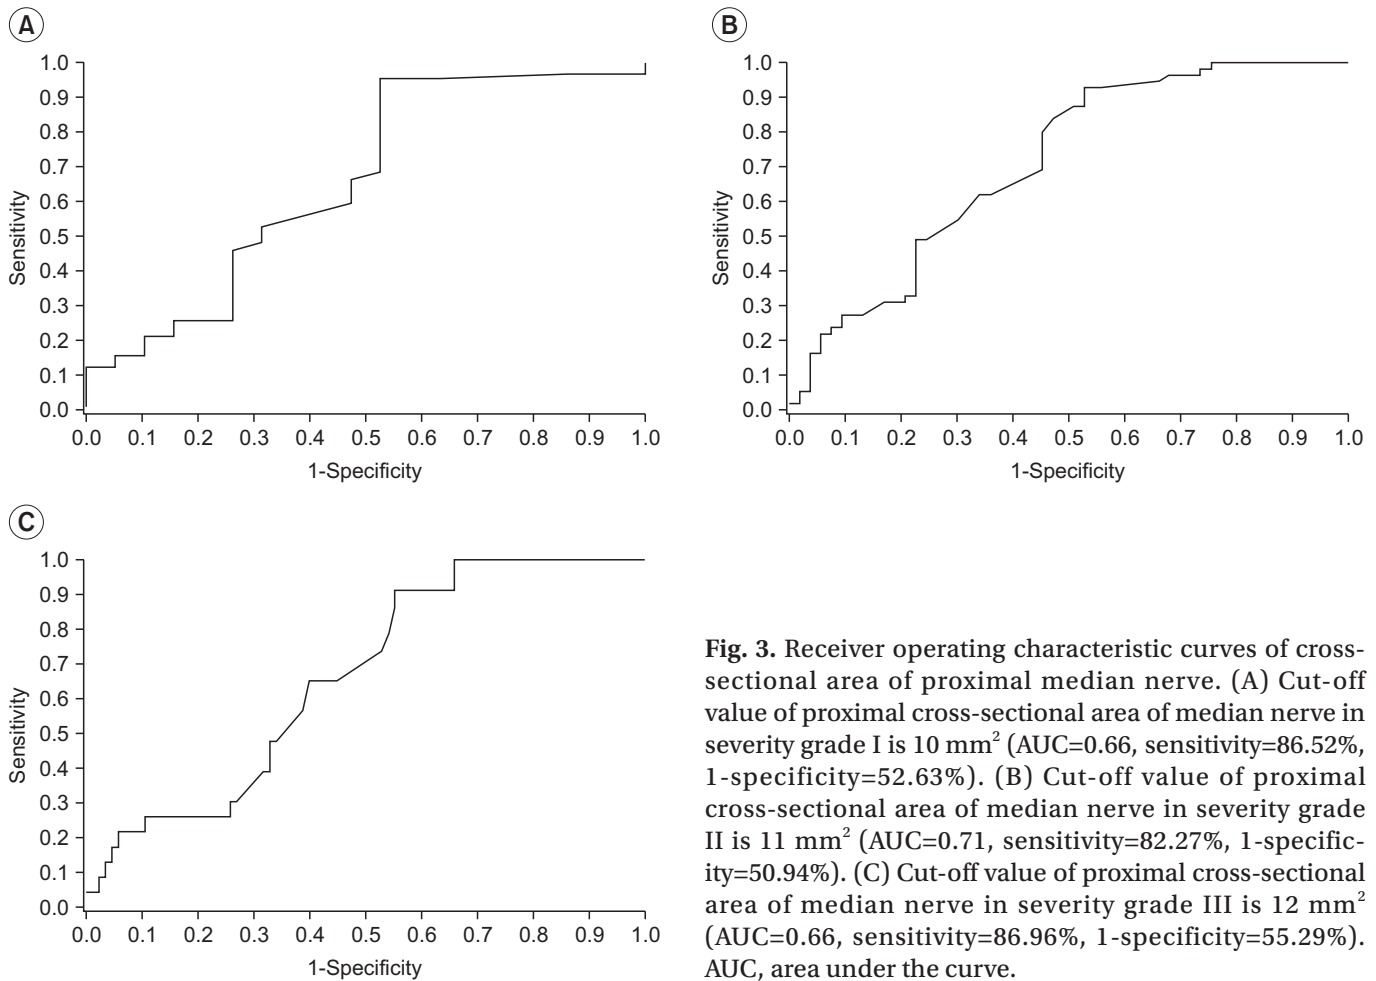 A
1.0
0.9
0.8
0.7
0.6
0.5
0.4
0.3
0.2
0.1
0.0
Sensitivity
0.0 0.1 0.2 0.3 0.4 0.5 0.6 0.7 0.8 0.9 1.0
1-Specificity
B
1.0
0.9
0.8
0.7
0.6
0.5
0.4
0.3
0.2
0.1
0.0
Sensitivity
0.0 0.1 0.2 0.3 0.4 0.5 0.6 0.7 0.8 0.9 1.0
1-Specificity
C
1.0
0.9
0.8
0.7
0.6
0.5
0.4
0.3
0.2
0.1
0.0
Sensitivity
0.0 0.1 0.2 0.3 0.4 0.5 0.6 0.7 0.8 0.9 1.0
1-Specificity
Fig. 3. Receiver operating characteristic curves of cross-
sectional area of proximal median nerve. (A) Cut-off
value of proximal cross-sectional area of median nerve in
severity grade I is 10 mm² (AUC=0.66, sensitivity=86.52%,
1-specificity=52.63%). (B) Cut-off value of proximal
cross-sectional area of median nerve in severity grade
II is 11 mm² (AUC=0.71, sensitivity=82.27%, 1-specific-
ity=50.94%). (C) Cut-off value of proximal cross-sectional
area of median nerve in severity grade III is 12 mm²
(AUC=0.66, sensitivity=86.96%, 1-specificity=55.29%).
AUC, area under the curve.